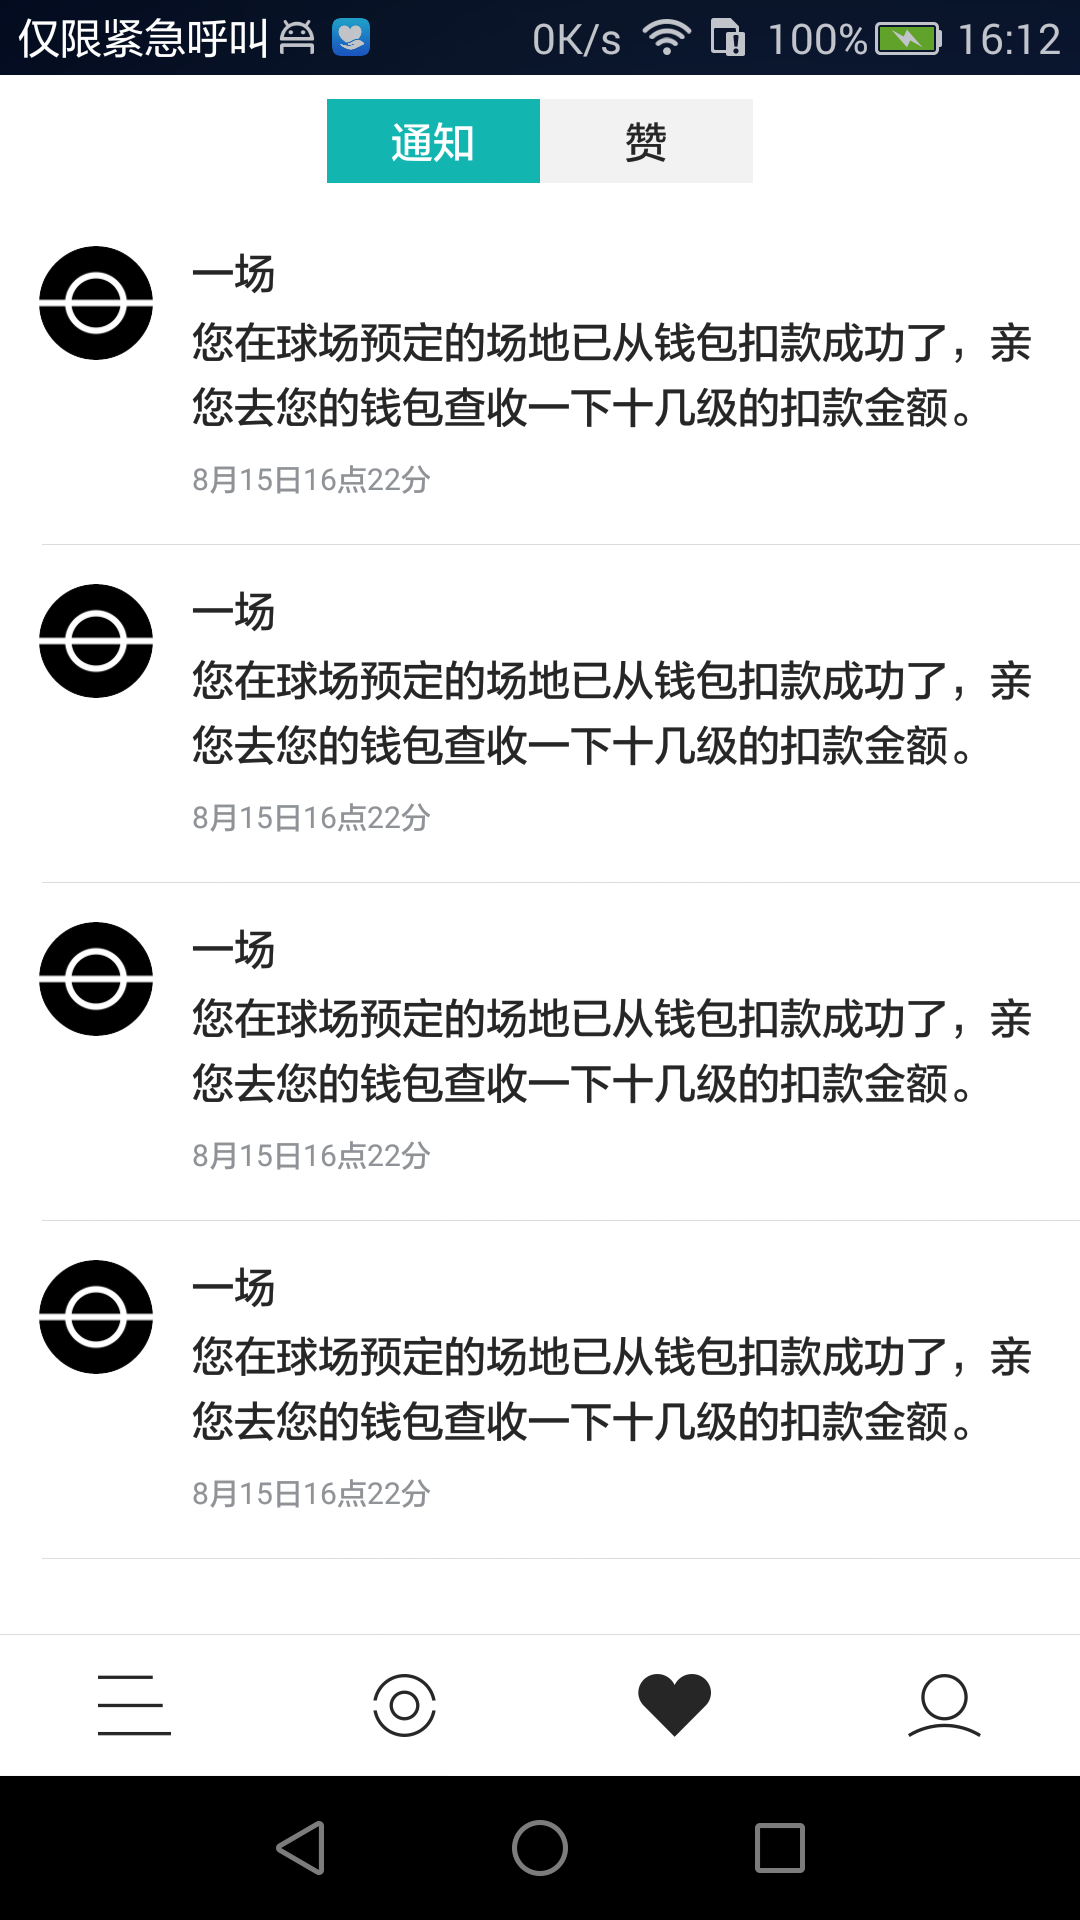 仅限紧急呼叫 0K/s 100% 16:12
通知 赞
一场
您在球场预定的场地已从钱包扣款成功了，亲
您去您的钱包查收一下十几级的扣款金额。
8月15日16点22分
一场
您在球场预定的场地已从钱包扣款成功了，亲
您去您的钱包查收一下十几级的扣款金额。
8月15日16点22分
一场
您在球场预定的场地已从钱包扣款成功了，亲
您去您的钱包查收一下十几级的扣款金额。
8月15日16点22分
一场
您在球场预定的场地已从钱包扣款成功了，亲
您去您的钱包查收一下十几级的扣款金额。
8月15日16点22分